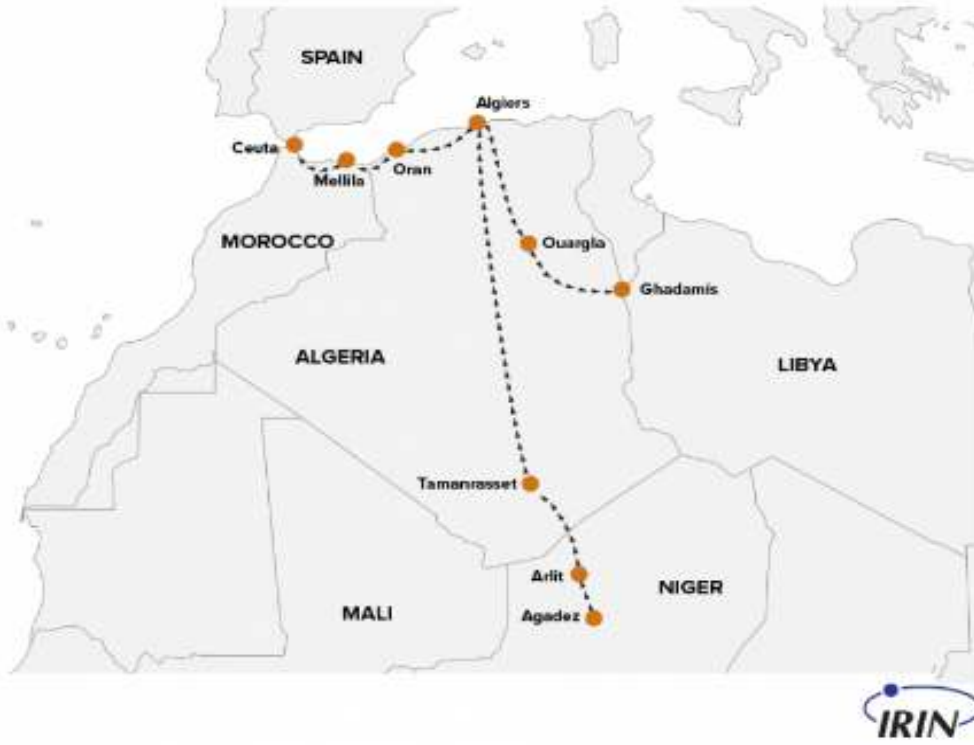 SPAIN
Algiers
Ceuta
Mellila
Oran
MOROCCO
Ouargla
Ghadamis
ALGERIA
LIBYA
Tamanrasset
Arlit
NIGER
MALI
Agadez
IRIN